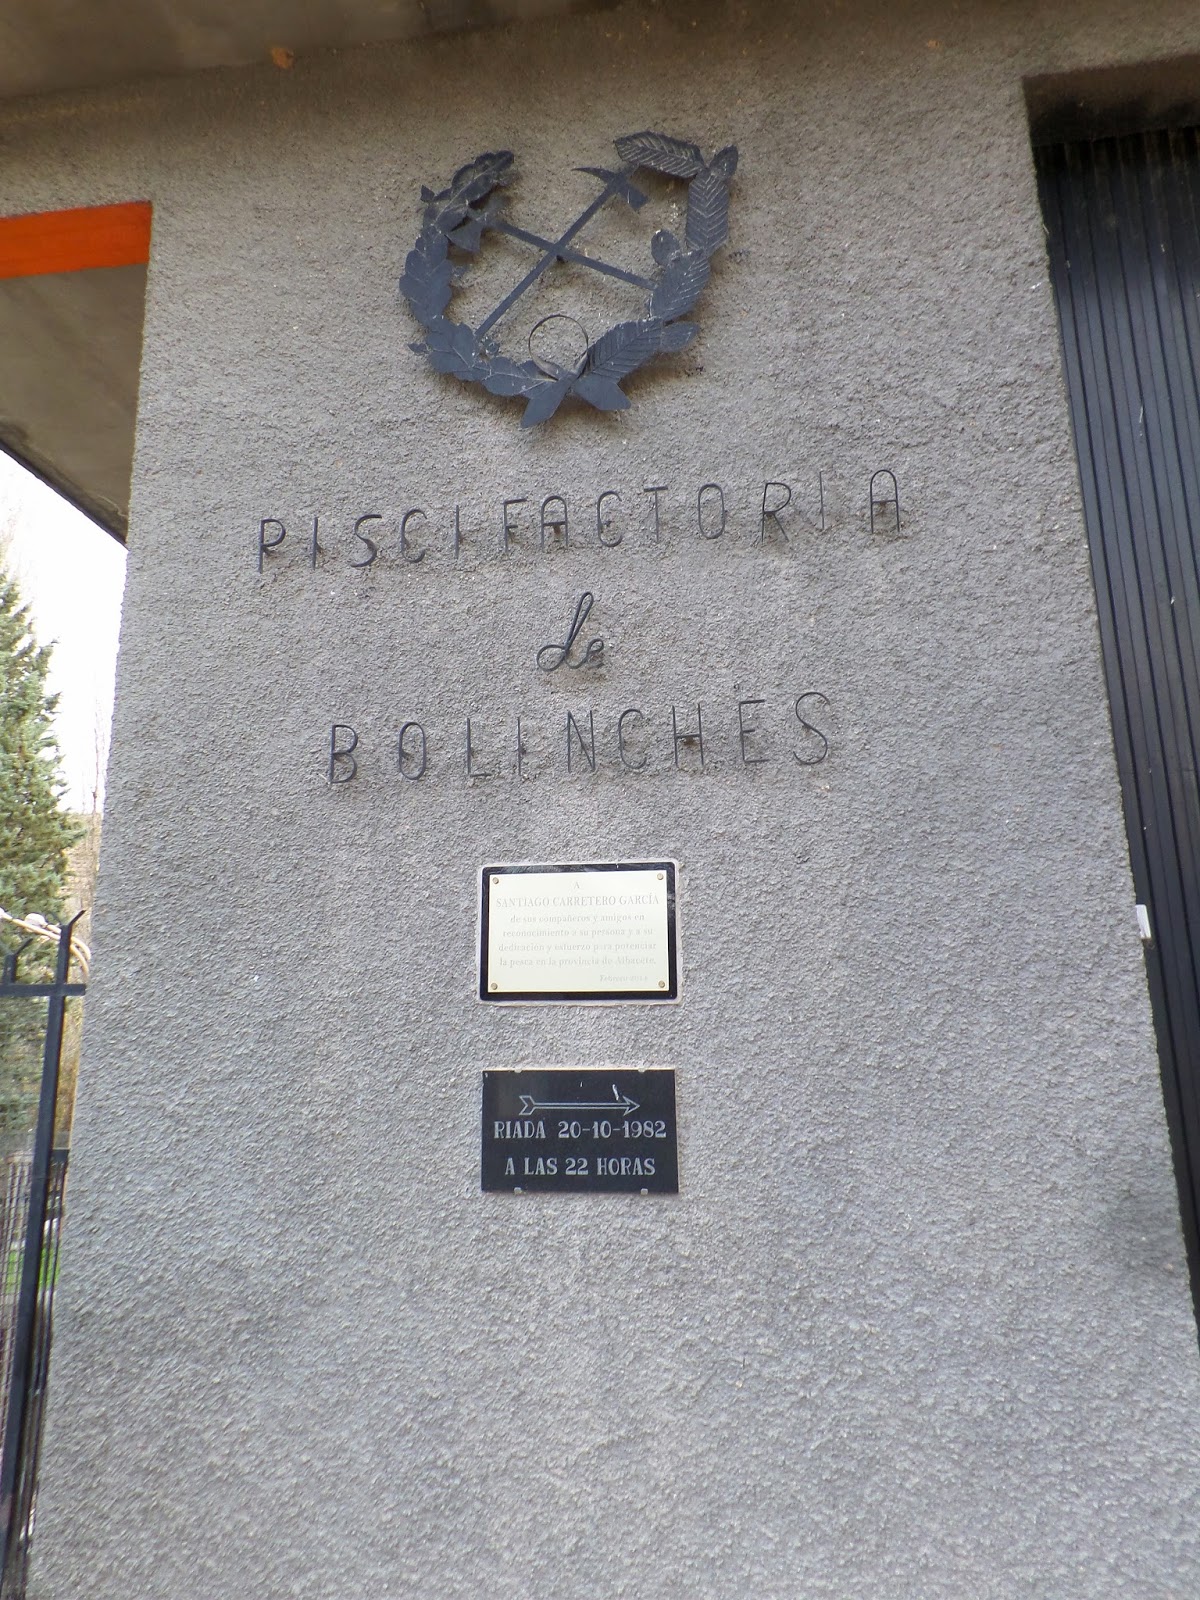 PISCIFACTORIA
de
BOLINCHES
A
SANTIAGO CARRETERO GARCÍA
de sus compañeros y amigos en
reconocimiento a su persona y a su
dedicación y esfuerzo para potenciar
la pesca en la provincia de Albacete.
Febrero
RIADA 20-10-1982
A LAS 22 HORAS